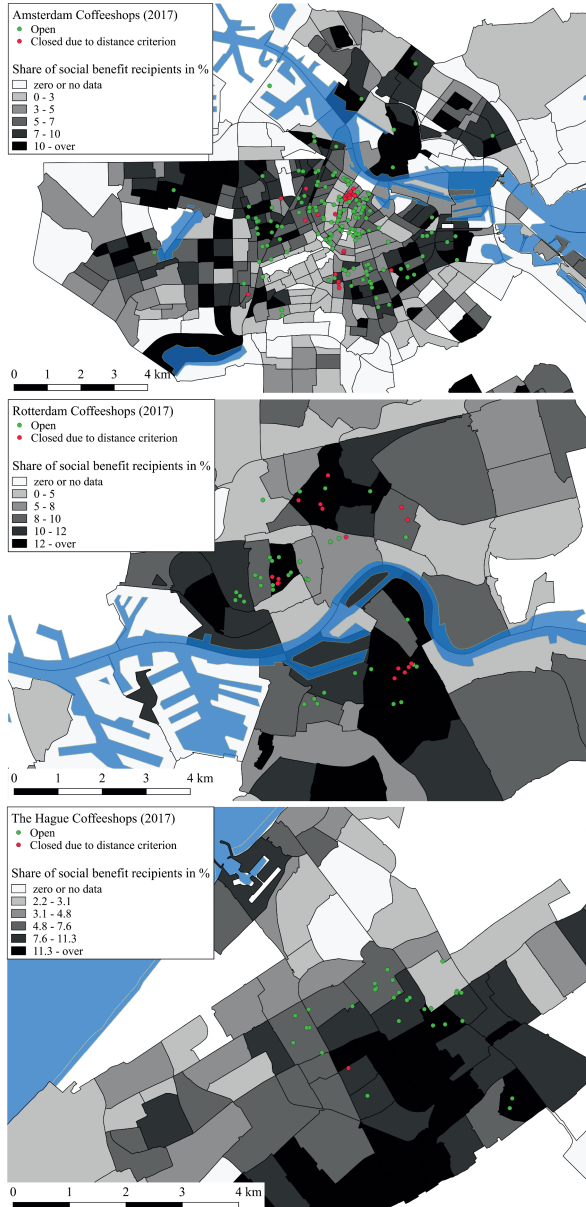 Amsterdam Coffeeshops (2017)
Open
Closed due to distance criterion
Share of social benefit recipients in %
zero or no data
0 - 3
3 - 5
5 - 7
7 - 10
10 - over
0 1 2 3 4 km
Rotterdam Coffeeshops (2017)
Open
Closed due to distance criterion
Share of social benefit recipients in %
zero or no data
0 - 5
5 - 8
8 - 10
10 - 12
12 - over
0 1 2 3 4 km
The Hague Coffeeshops (2017)
Open
Closed due to distance criterion
Share of social benefit recipients in %
zero or no data
2.2 - 3.1
3.1 - 4.8
4.8 - 7.6
7.6 - 11.3
11.3 - over
0 1 2 3 4 km